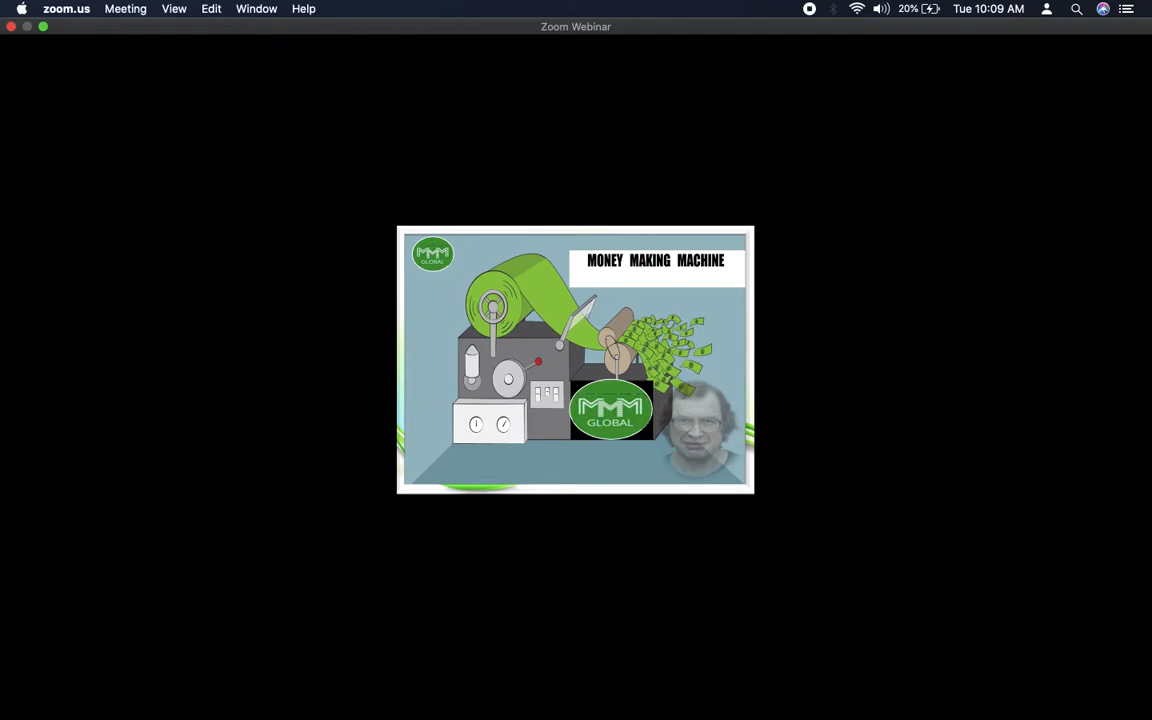 zoom.us Meeting View Edit Window Help 20% Tue 10:09 AM
Zoom Webinar
MMM
GLOBAL
MONEY MAKING MACHINE
MMM
GLOBAL